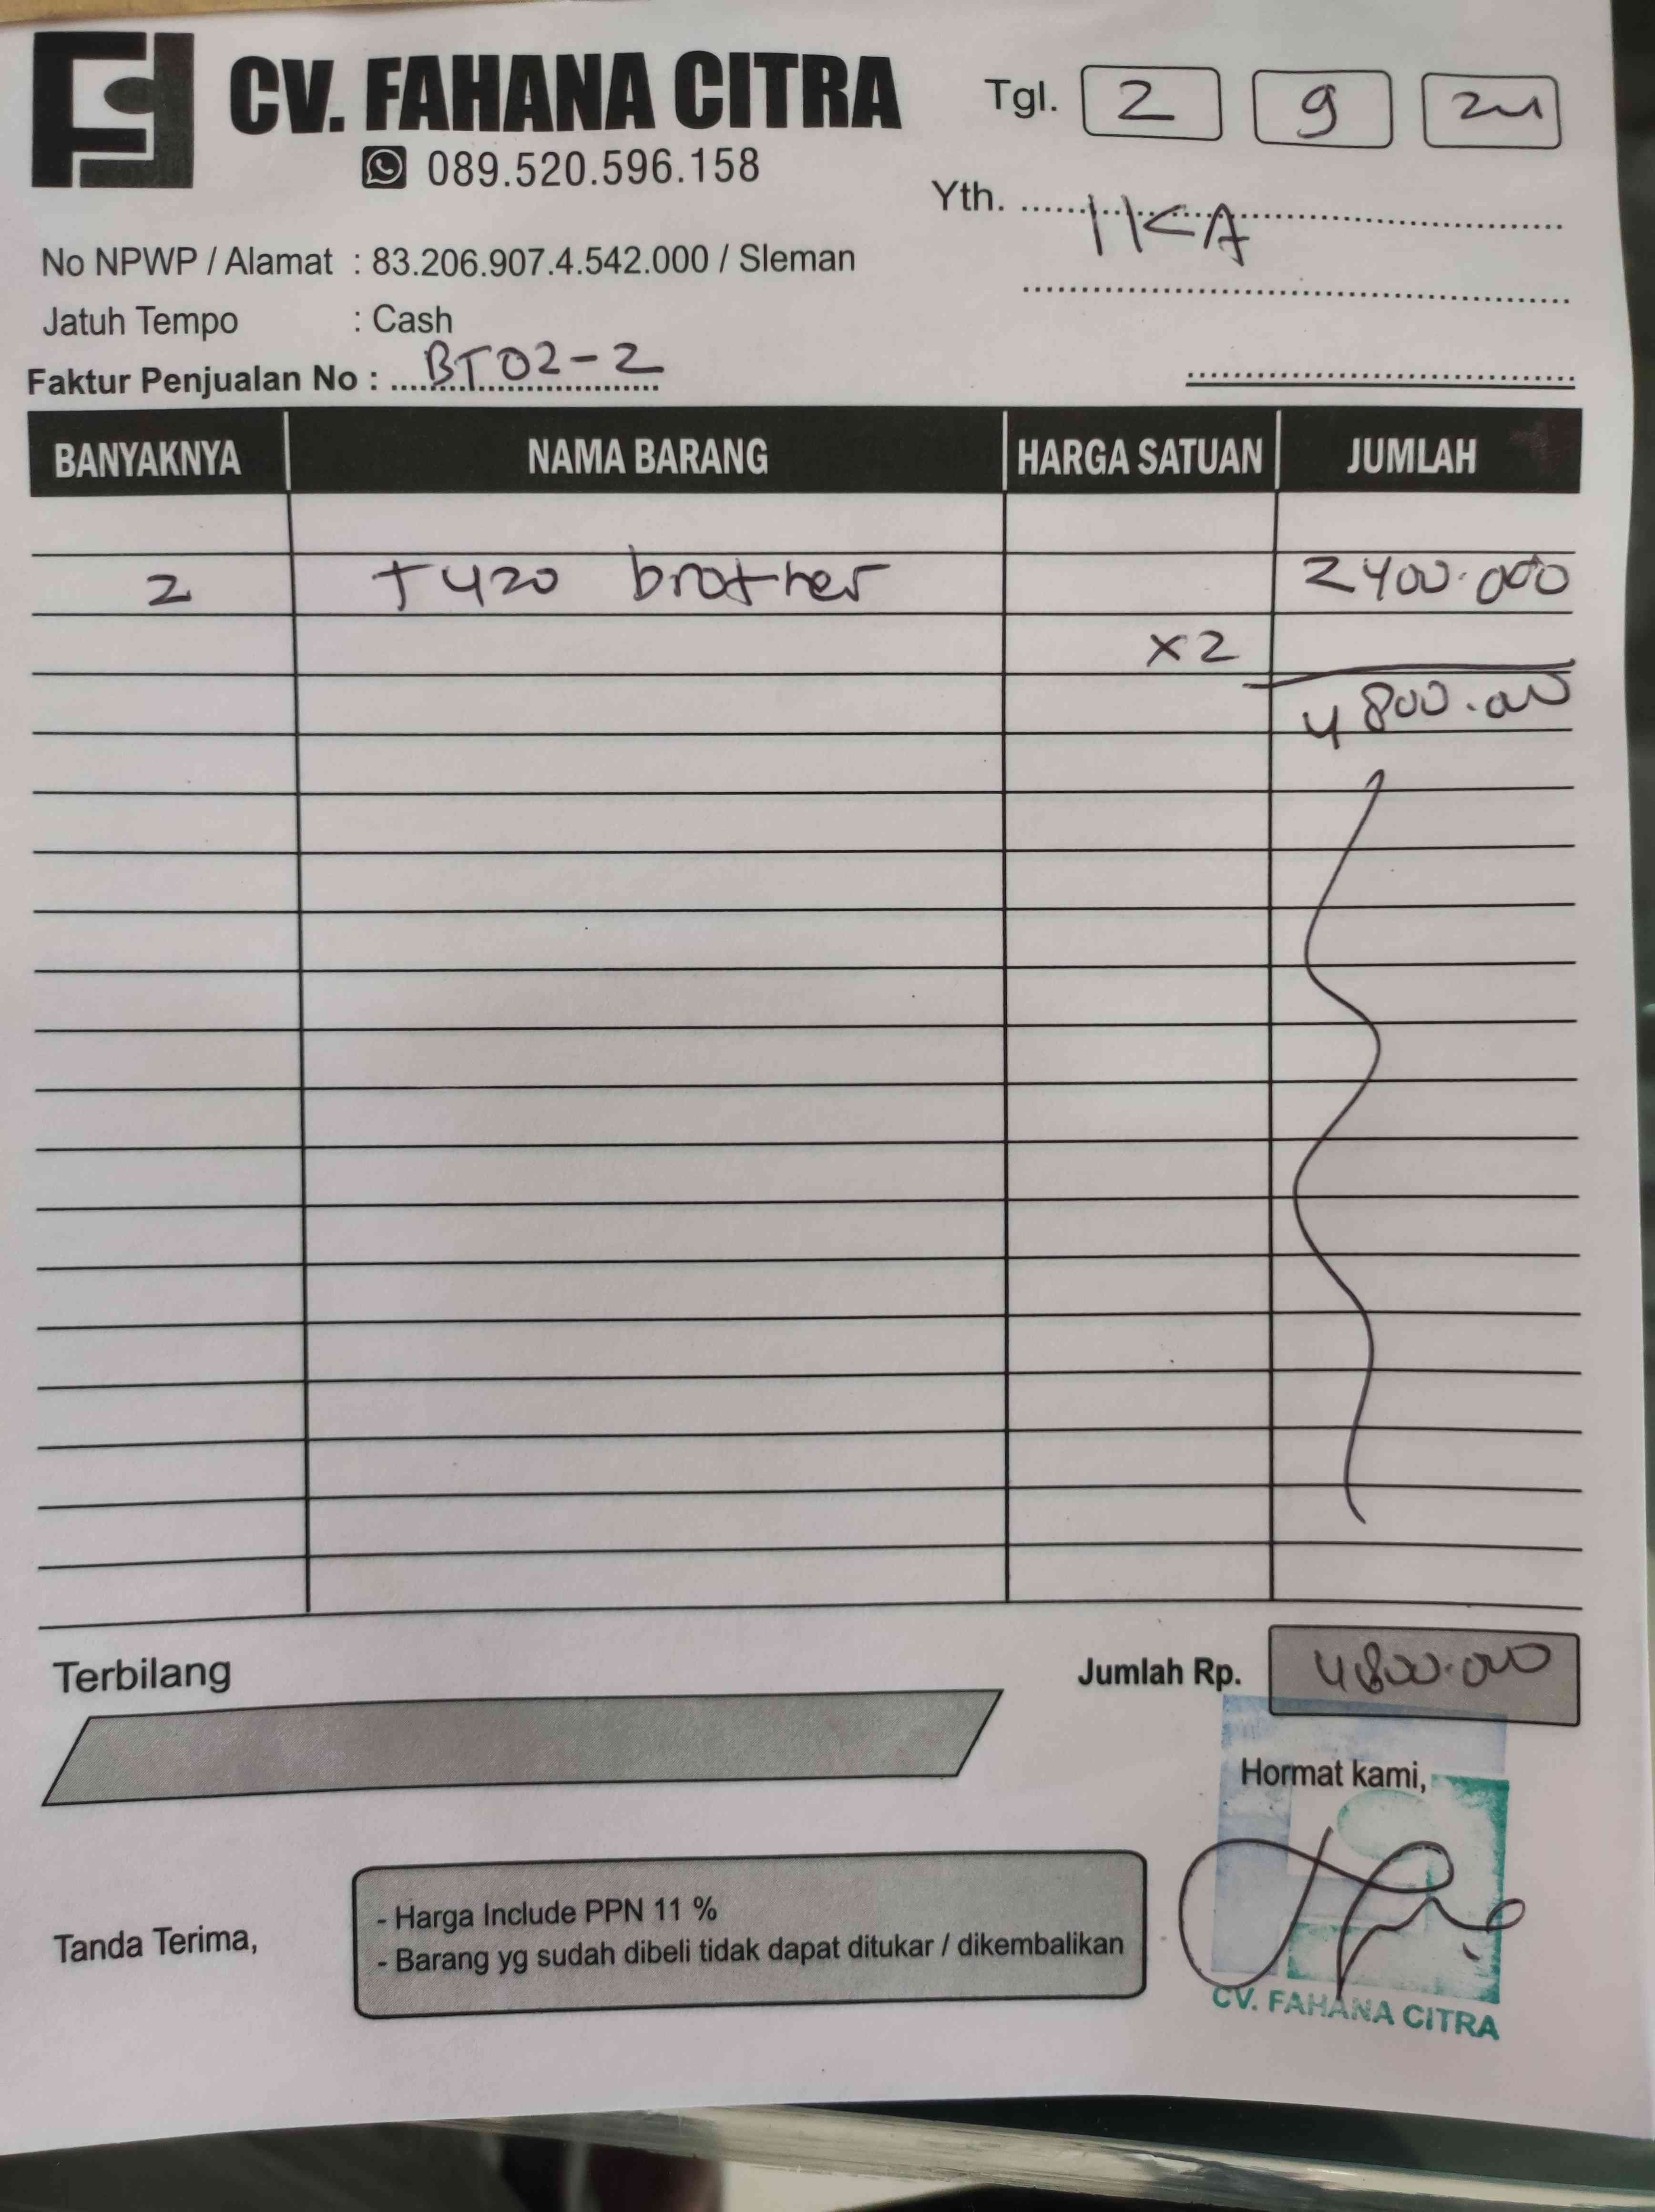 CV. FAHANA CITRA
089.520.596.158
Tgl. 2 9 24
Yth. IKA
No NPWP / Alamat : 83.206.907.4.542.000 / Sleman
Jatuh Tempo : Cash
Faktur Penjualan No : BT02-2
BANYAKNYA NAMA BARANG HARGA SATUAN JUMLAH
2 T420 brother 2400.000
x2
4800.000
Terbilang
Jumlah Rp. 4800.000
Hormat kami,
Tanda Terima,
- Harga Include PPN 11 %
- Barang yg sudah dibeli tidak dapat ditukar / dikembalikan
CV. FAHANA CITRA